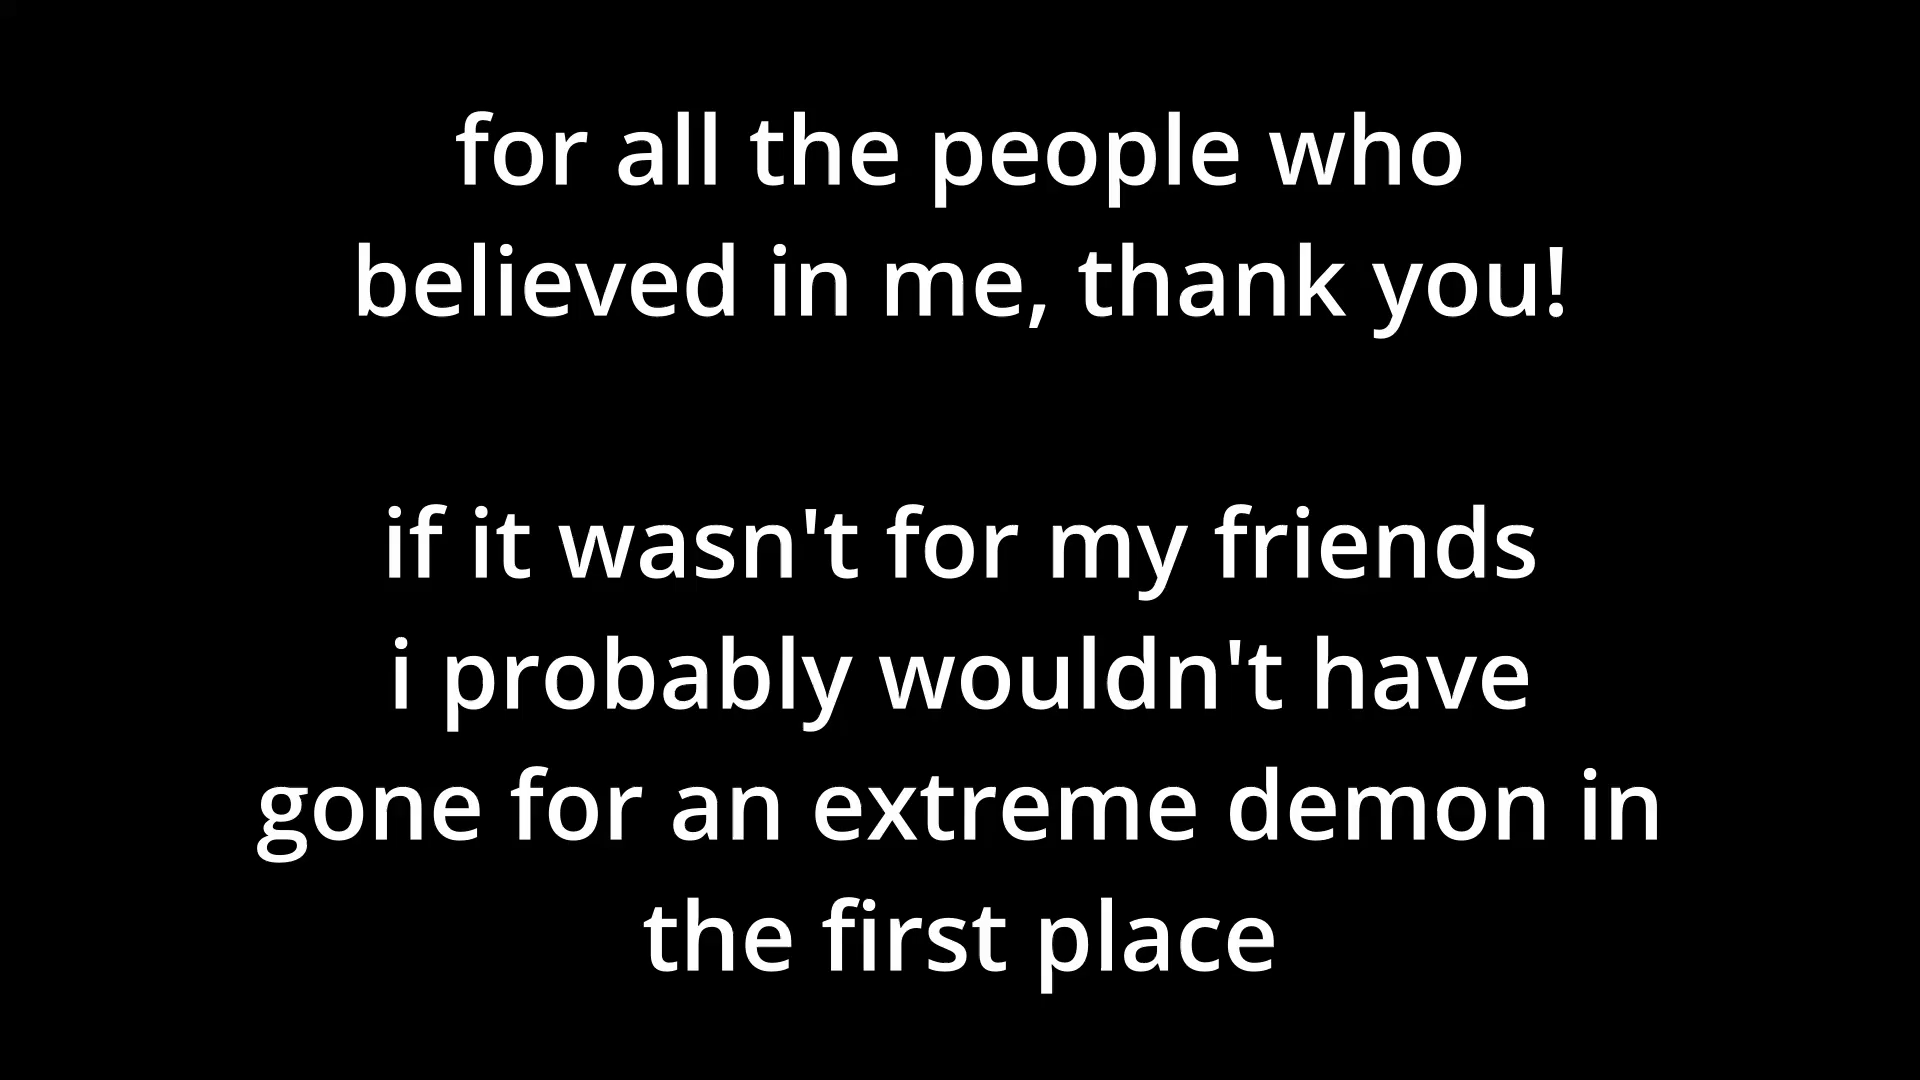 for all the people who
believed in me, thank you!
if it wasn't for my friends
i probably wouldn't have
gone for an extreme demon in
the first place